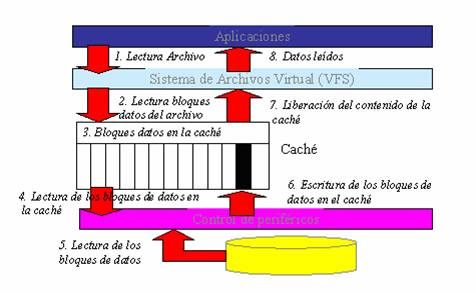 Aplicaciones
1. Lectura Archivo
8. Datos leídos
Sistema de Archivos Virtual (VFS)
2. Lectura bloques
datos del archivo
7. Liberación del contenido de la
caché
3. Bloques datos en la caché
Caché
4. Lectura de los bloques de datos en
la caché
6. Escritura de los bloques de
datos en el caché
Control de periféricos
5. Lectura de los
bloques de datos